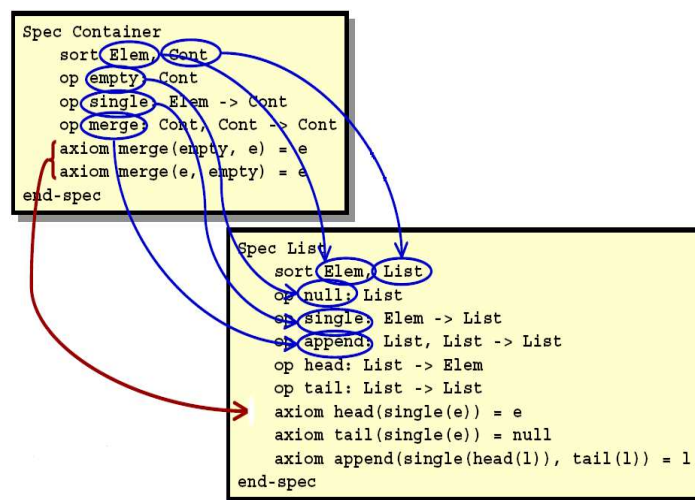 Spec Container
sort Elem, Cont
op empty: Cont
op single: Elem -> Cont
op merge: Cont, Cont -> Cont
axiom merge(empty, e) = e
axiom merge(e, empty) = e
end-spec
Spec List
sort Elem, List
op null: List
op single: Elem -> List
op append: List, List -> List
op head: List -> Elem
op tail: List -> List
axiom head(single(e)) = e
axiom tail(single(e)) = null
axiom append(single(head(l)), tail(l)) = l
end-spec